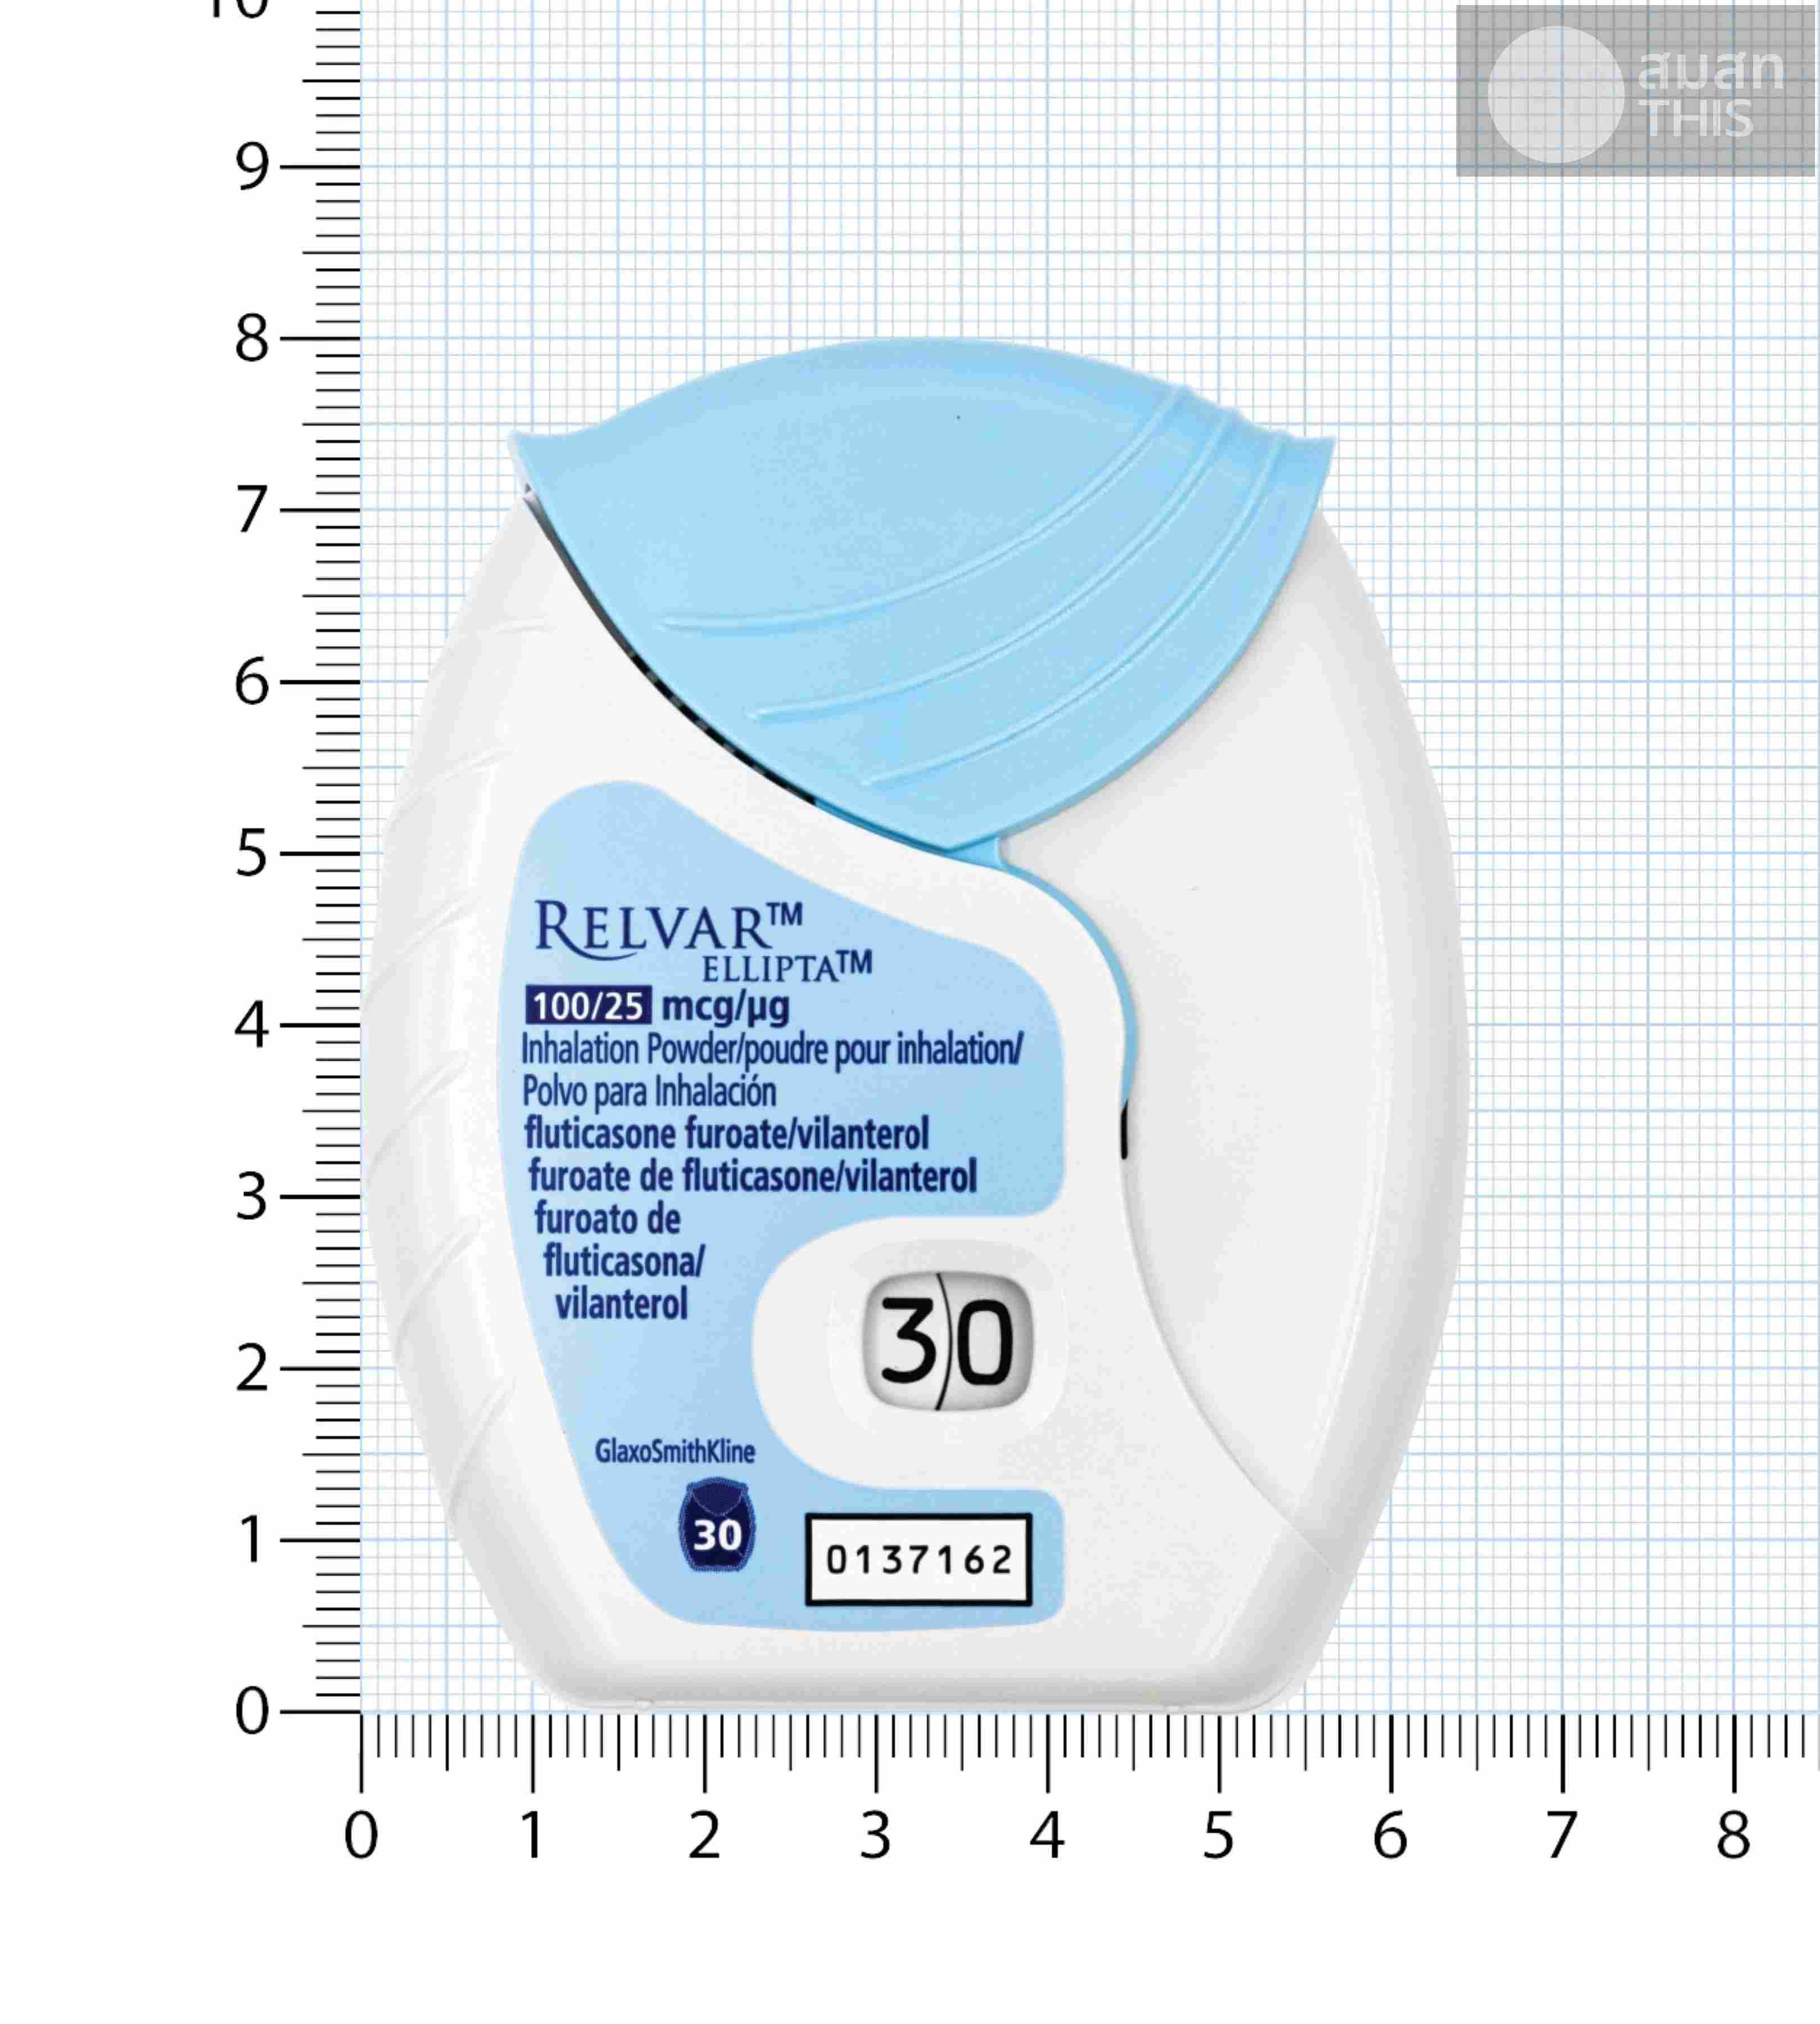 10
9
8
7
6
5
4
3
2
1
0
RELVAR™
ELLIPTA™
100/25 mcg/µg
Inhalation Powder/poudre pour inhalation/
Polvo para Inhalación
fluticasone furoate/vilanterol
furoate de fluticasone/vilanterol
furoato de
fluticasona/
vilanterol
30
GlaxoSmithKline
30
0137162
0 1 2 3 4 5 6 7 8
THIS